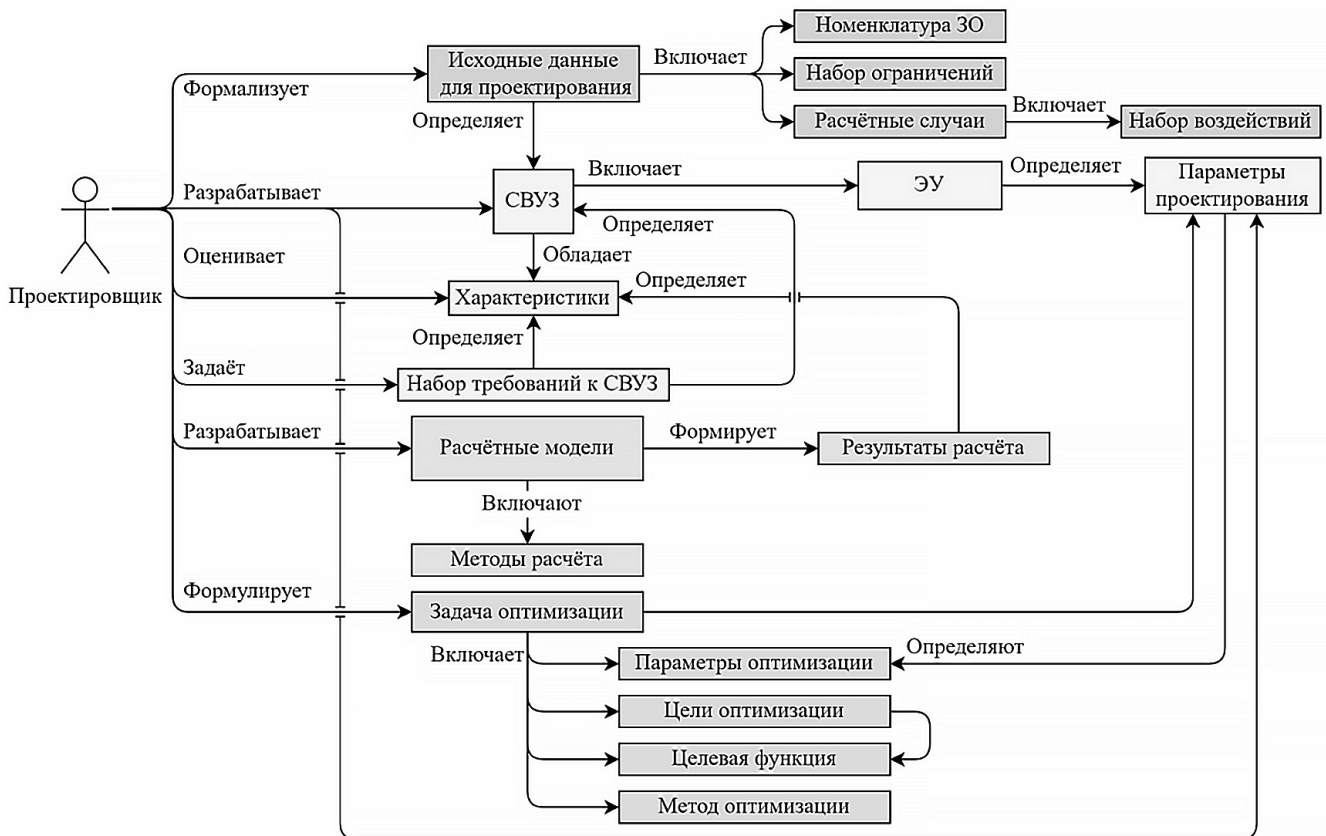 Номенклатура ЗО
Исходные данные
для проектирования
Включает
Формализует
Набор ограничений
Определяет
Расчётные случаи
Включает
Набор воздействий
Разрабатывает
СВУЗ
Включает
ЭУ
Определяет
Параметры
проектирования
Определяет
Оценивает
Обладает
Проектировщик
Характеристики
Определяет
Определяет
Задаёт
Набор требований к СВУЗ
Разрабатывает
Расчётные модели
Формирует
Результаты расчёта
Включают
Методы расчёта
Формулирует
Задача оптимизации
Включает
Параметры оптимизации
Определяют
Цели оптимизации
Целевая функция
Метод оптимизации